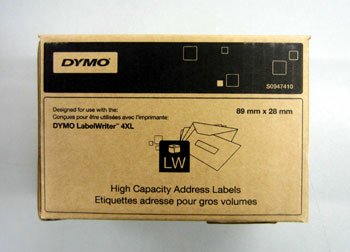 DYMO
S0947410
Designed for use with the:
89 mm x 28 mm
Conçues pour être utilisées avec l'imprimante:
DYMO LabelWriter™ 4XL
LW
High Capacity Address Labels
Etiquettes adresse pour gros volumes